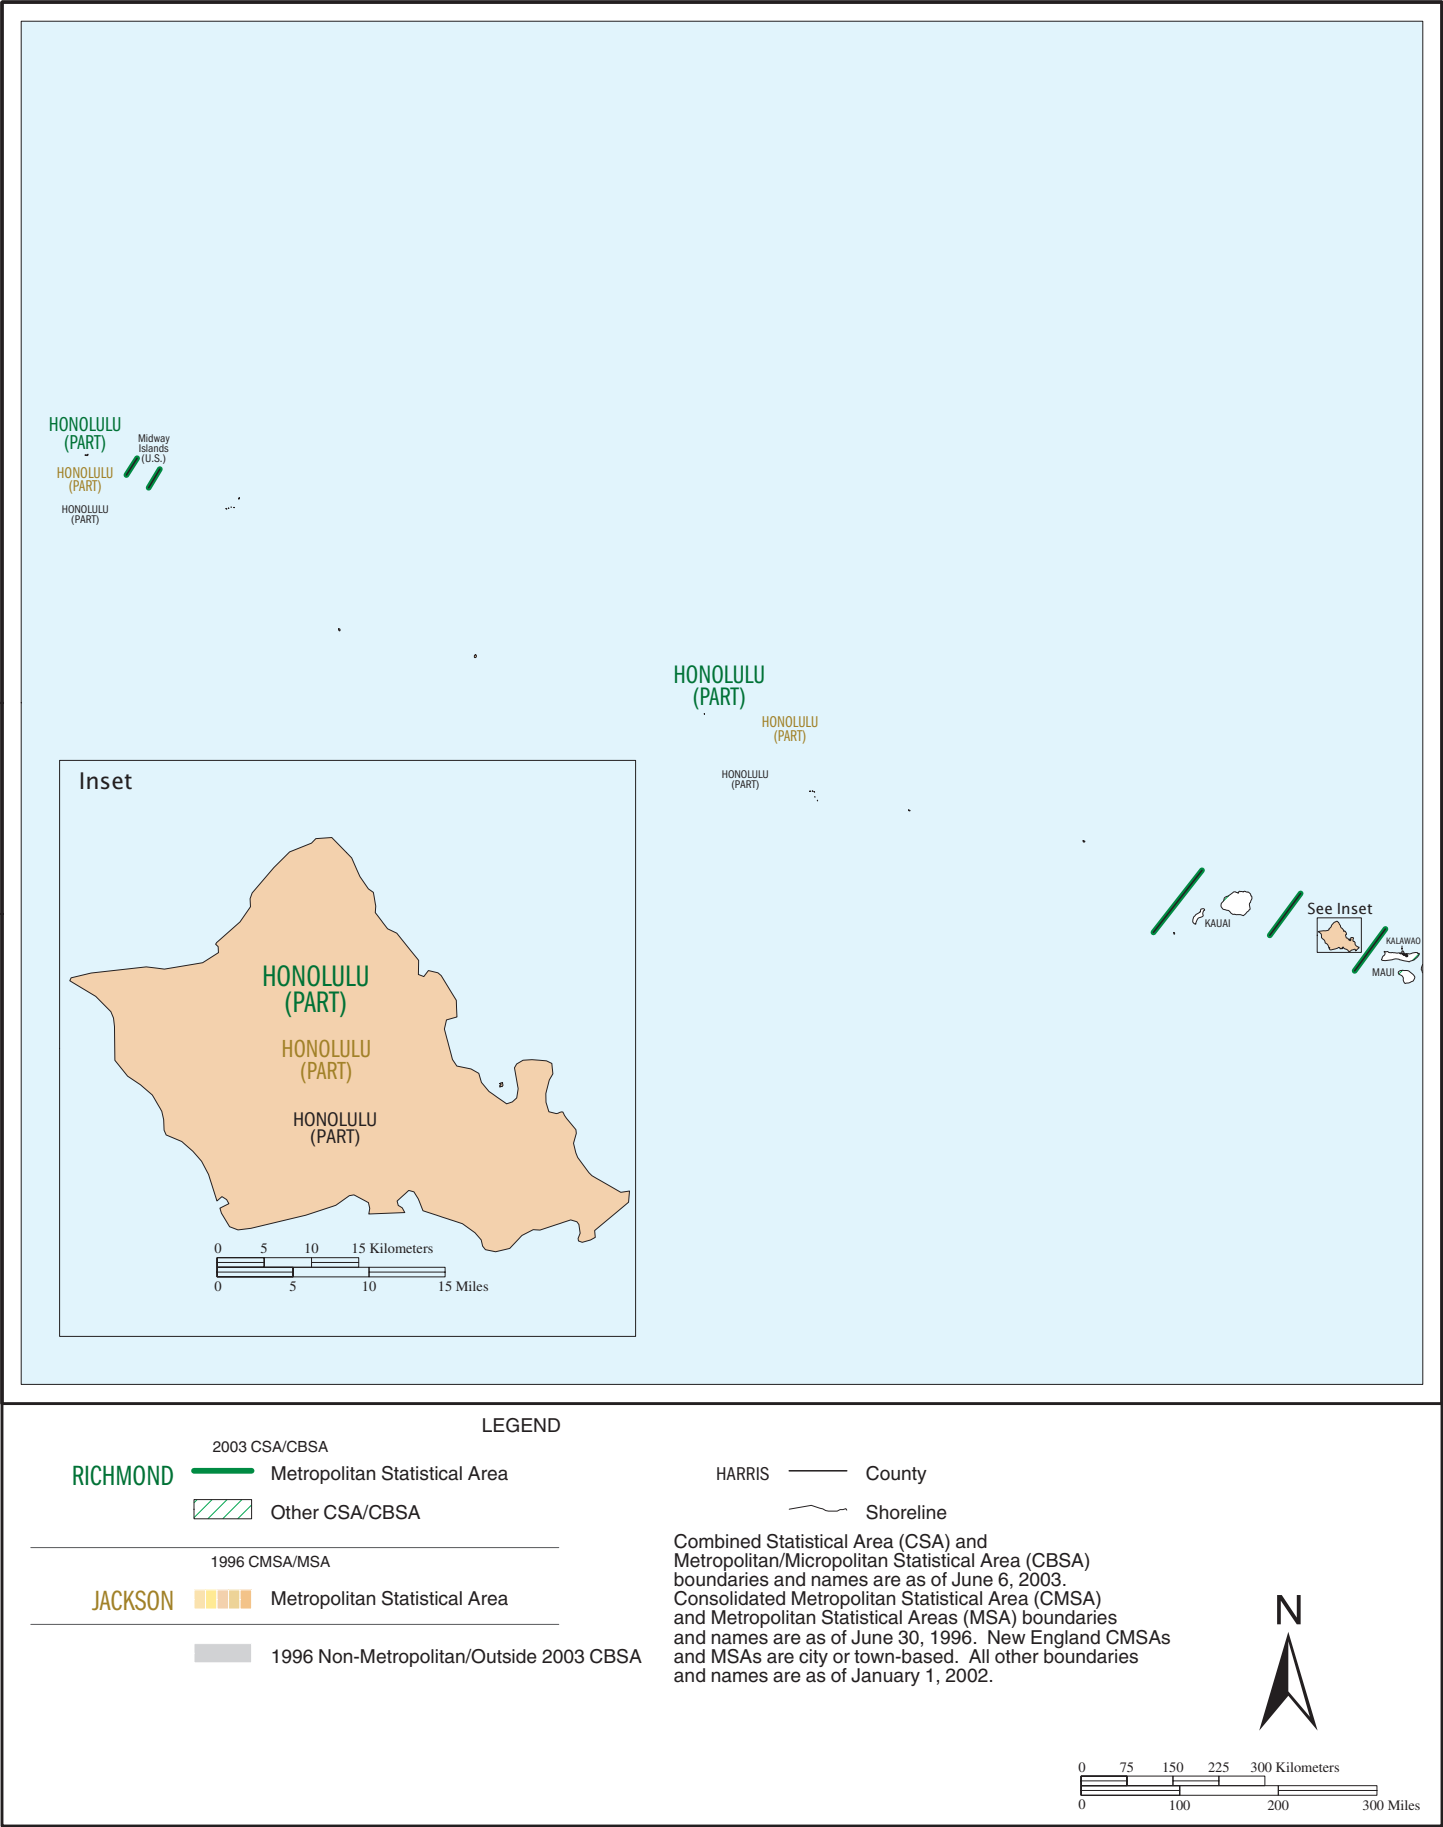 HONOLULU
(PART)
Midway
Islands
(U.S.)
HONOLULU
(PART)
HONOLULU
(PART)
HONOLULU
(PART)
HONOLULU
(PART)
HONOLULU
(PART)
KAUAI
See Inset
KALAWAO
MAUI
Inset
HONOLULU
(PART)
HONOLULU
(PART)
HONOLULU
(PART)
0 5 10 15 Kilometers
0 5 10 15 Miles
LEGEND
2003 CSA/CBSA
RICHMOND Metropolitan Statistical Area
Other CSA/CBSA
1996 CMSA/MSA
JACKSON Metropolitan Statistical Area
1996 Non-Metropolitan/Outside 2003 CBSA
HARRIS County
Shoreline
Combined Statistical Area (CSA) and
Metropolitan/Micropolitan Statistical Area (CBSA)
boundaries and names are as of June 6, 2003.
Consolidated Metropolitan Statistical Area (CMSA)
and Metropolitan Statistical Areas (MSA) boundaries
and names are as of June 30, 1996. New England CMSAs
and MSAs are city or town-based. All other boundaries
and names are as of January 1, 2002.
N
0 75 150 225 300 Kilometers
0 100 200 300 Miles